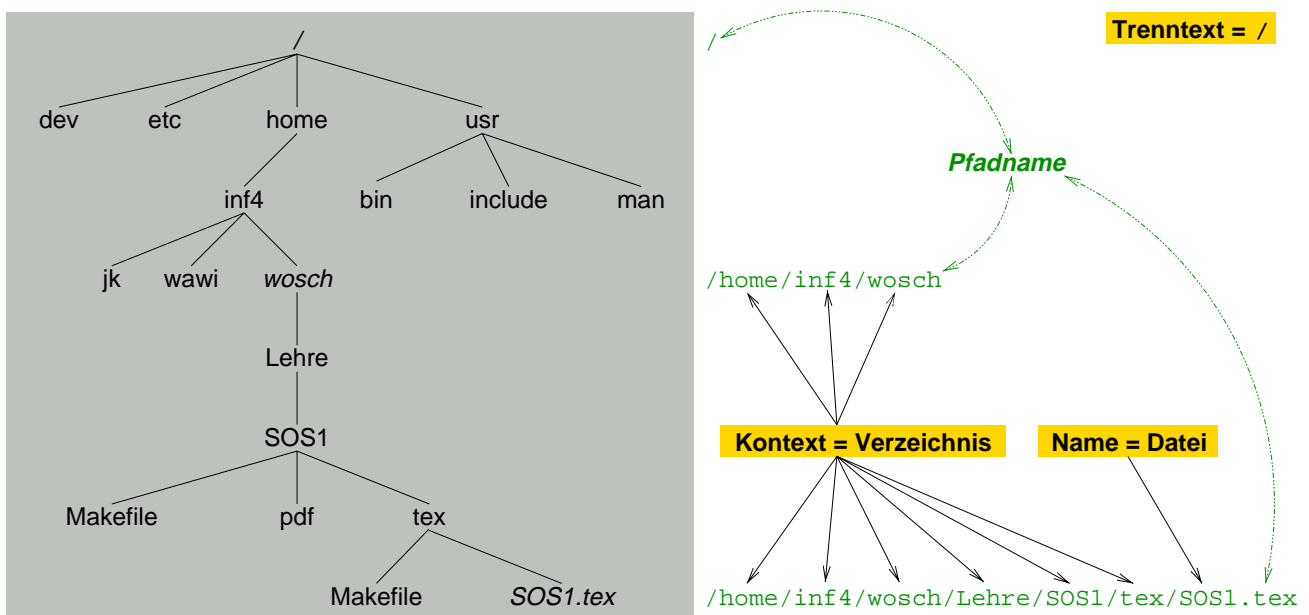 /
dev etc home usr
inf4 bin include man
jk wawi wosch
Lehre
SOS1
Makefile pdf tex
Makefile SOS1.tex
Trenntext = /
/
Pfadname
/home/inf4/wosch
Kontext = Verzeichnis Name = Datei
/home/inf4/wosch/Lehre/SOS1/tex/SOS1.tex